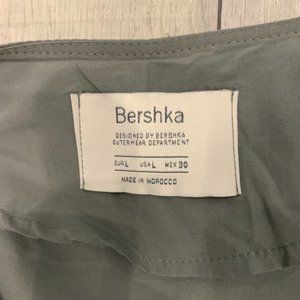 Bershka
DESIGNED BY BERSHKA
OUTERWEAR DEPARTMENT
EUR L USA L MEX 30
MADE IN MOROCCO